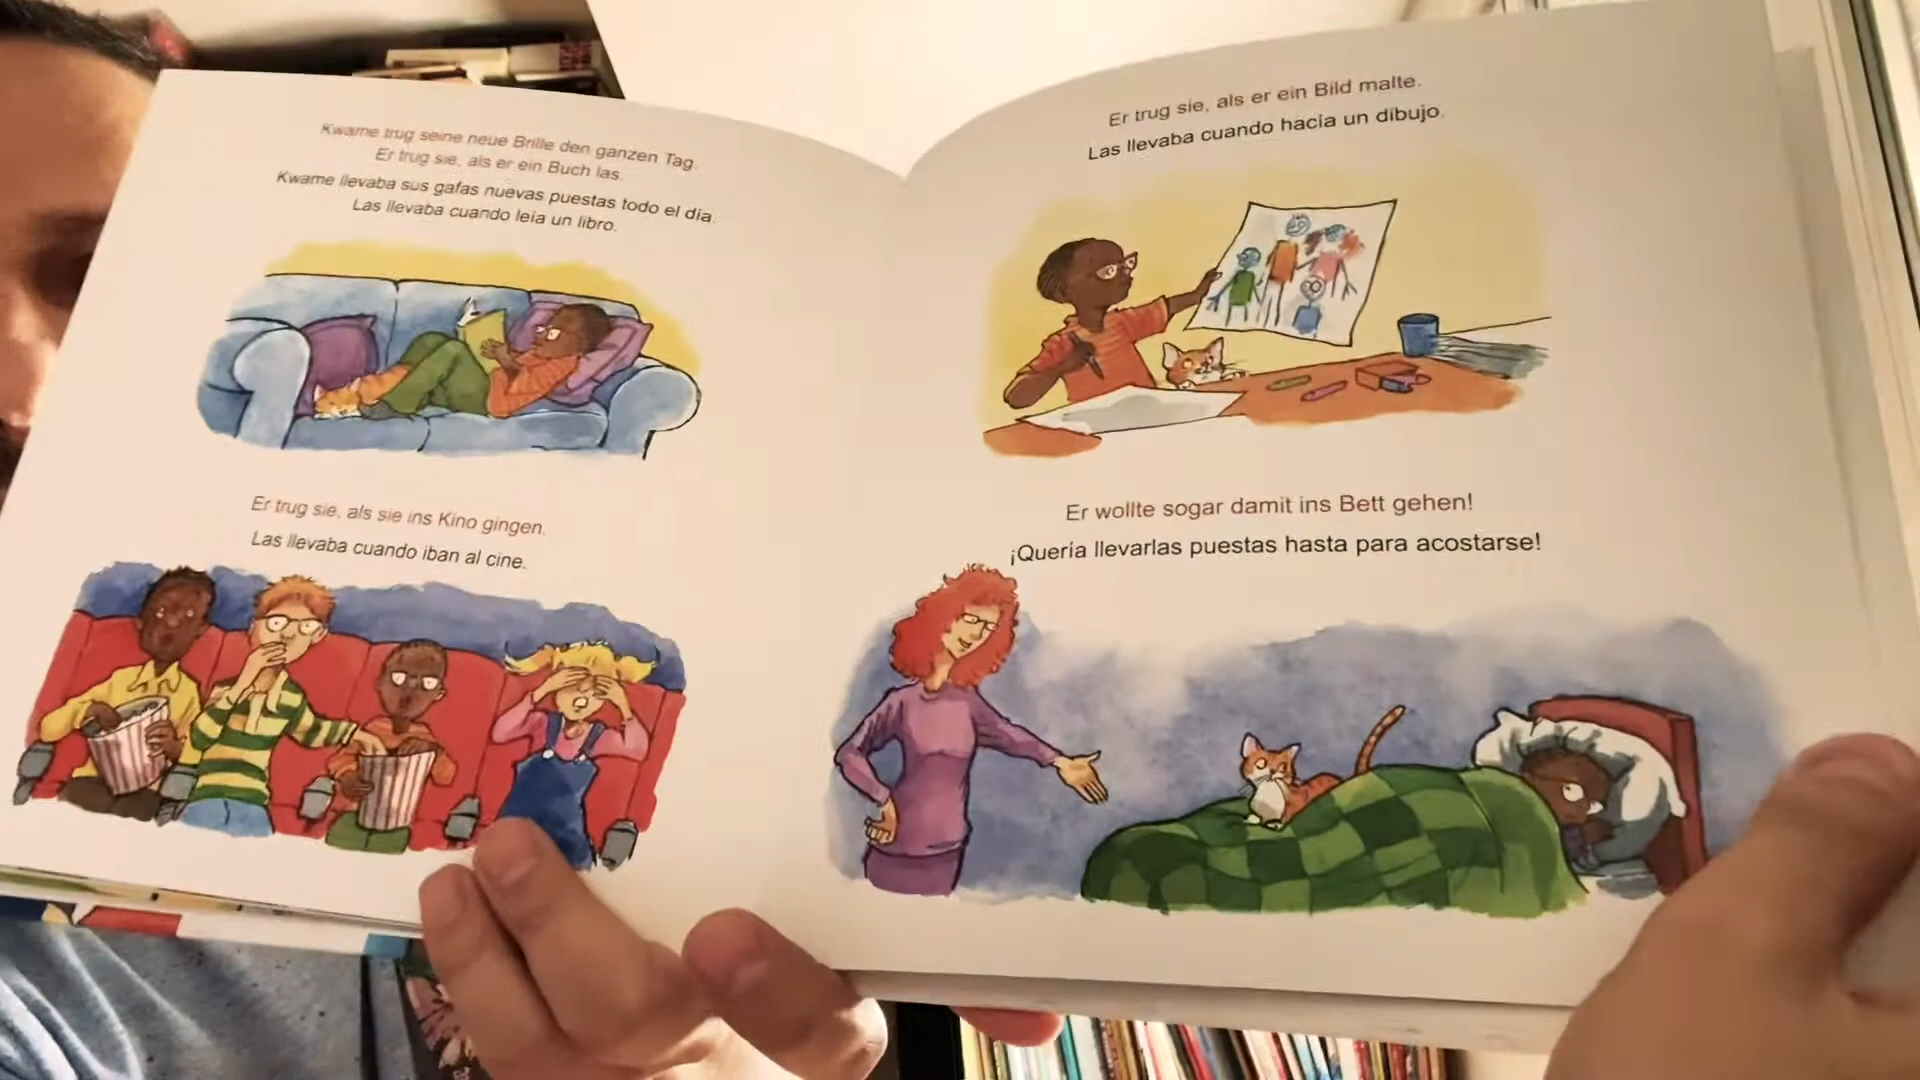 Kwame trug seine neue Brille den ganzen Tag.
Er trug sie, als er ein Buch las.
Kwame llevaba sus gafas nuevas puestas todo el día.
Las llevaba cuando leía un libro.
Er trug sie, als sie ins Kino gingen.
Las llevaba cuando iban al cine.
Er trug sie, als er ein Bild malte.
Las llevaba cuando hacía un dibujo.
Er wollte sogar damit ins Bett gehen!
¡Quería llevarlas puestas hasta para acostarse!